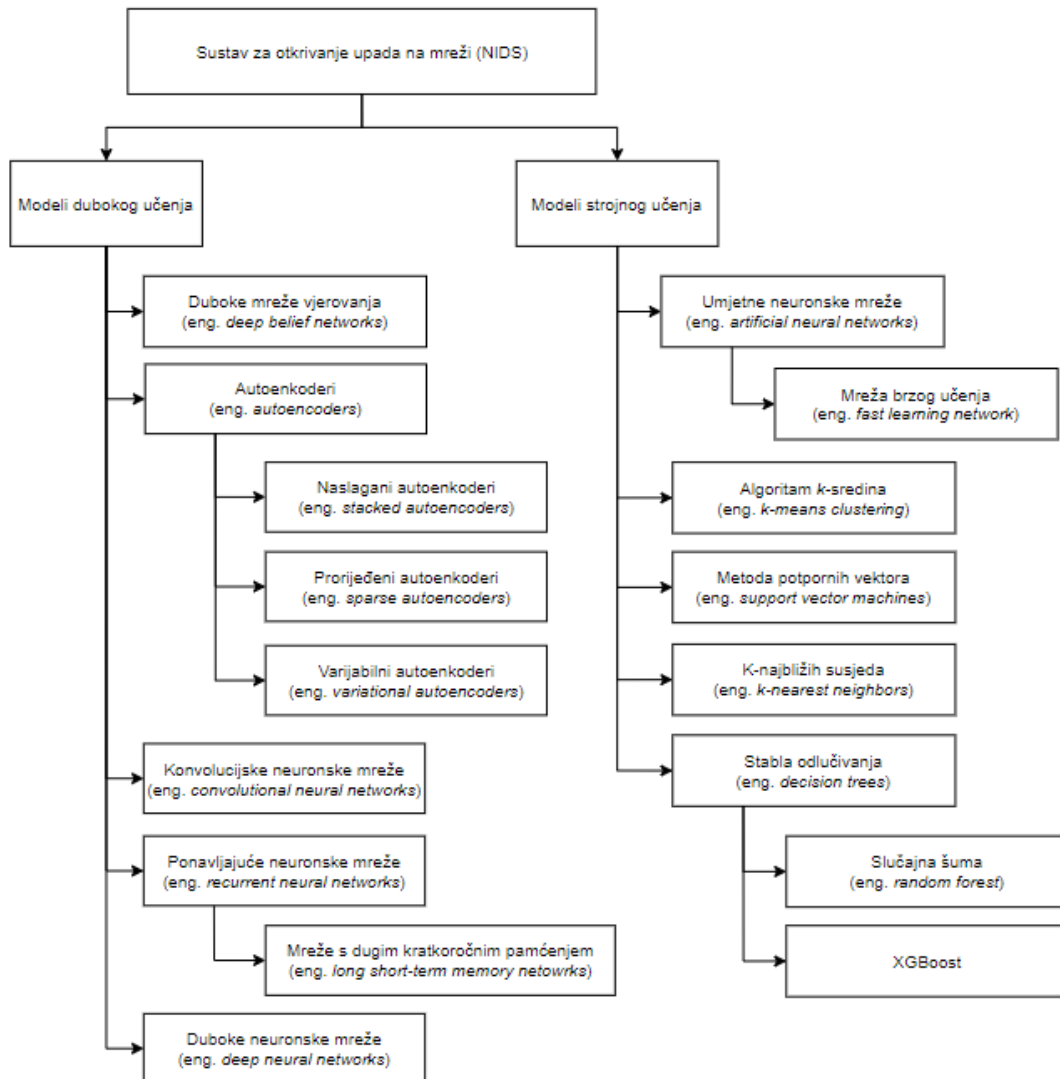 Sustav za otkrivanje upada na mreži (NIDS)
Modeli dubokog učenja
Modeli strojnog učenja
Duboke mreže vjerovanja
(eng. deep belief networks)
Autoenkoderi
(eng. autoencoders)
Naslagani autoenkoderi
(eng. stacked autoencoders)
Prorijeđeni autoenkoderi
(eng. sparse autoencoders)
Varijabilni autoenkoderi
(eng. variational autoencoders)
Konvolucijske neuronske mreže
(eng. convolutional neural networks)
Ponavljajuće neuronske mreže
(eng. recurrent neural networks)
Mreže s dugim kratkoročnim pamćenjem
(eng. long short-term memory netowrks)
Duboke neuronske mreže
(eng. deep neural networks)
Umjetne neuronske mreže
(eng. artificial neural networks)
Mreža brzog učenja
(eng. fast learning network)
Algoritam k-sredina
(eng. k-means clustering)
Metoda potpornih vektora
(eng. support vector machines)
K-najbližih susjeda
(eng. k-nearest neighbors)
Stabla odlučivanja
(eng. decision trees)
Slučajna šuma
(eng. random forest)
XGBoost